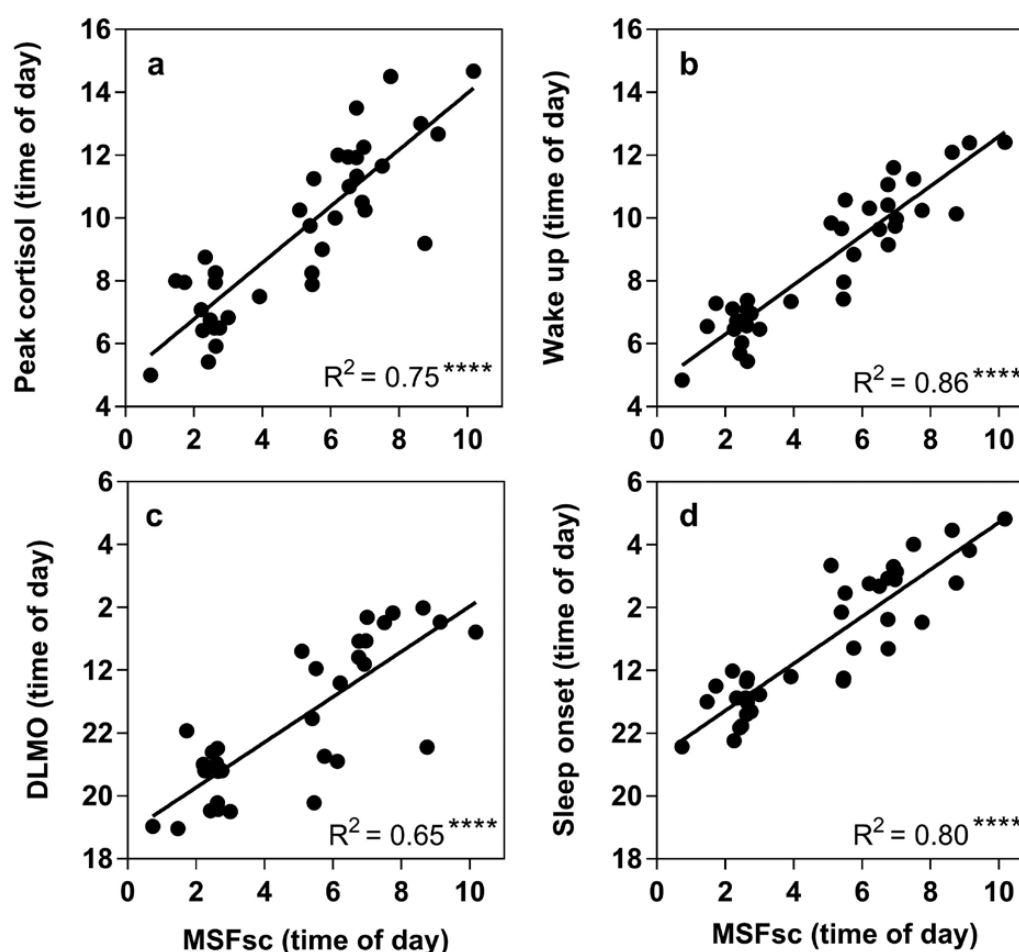 a
Peak cortisol (time of day)
16
14
12
10
8
6
4
0 2 4 6 8 10
R² = 0.75****
b
Wake up (time of day)
16
14
12
10
8
6
4
0 2 4 6 8 10
R² = 0.86****
c
DLMO (time of day)
6
4
2
12
22
20
18
0 2 4 6 8 10
R² = 0.65****
MSFsc (time of day)
d
Sleep onset (time of day)
6
4
2
12
22
20
18
0 2 4 6 8 10
R² = 0.80****
MSFsc (time of day)